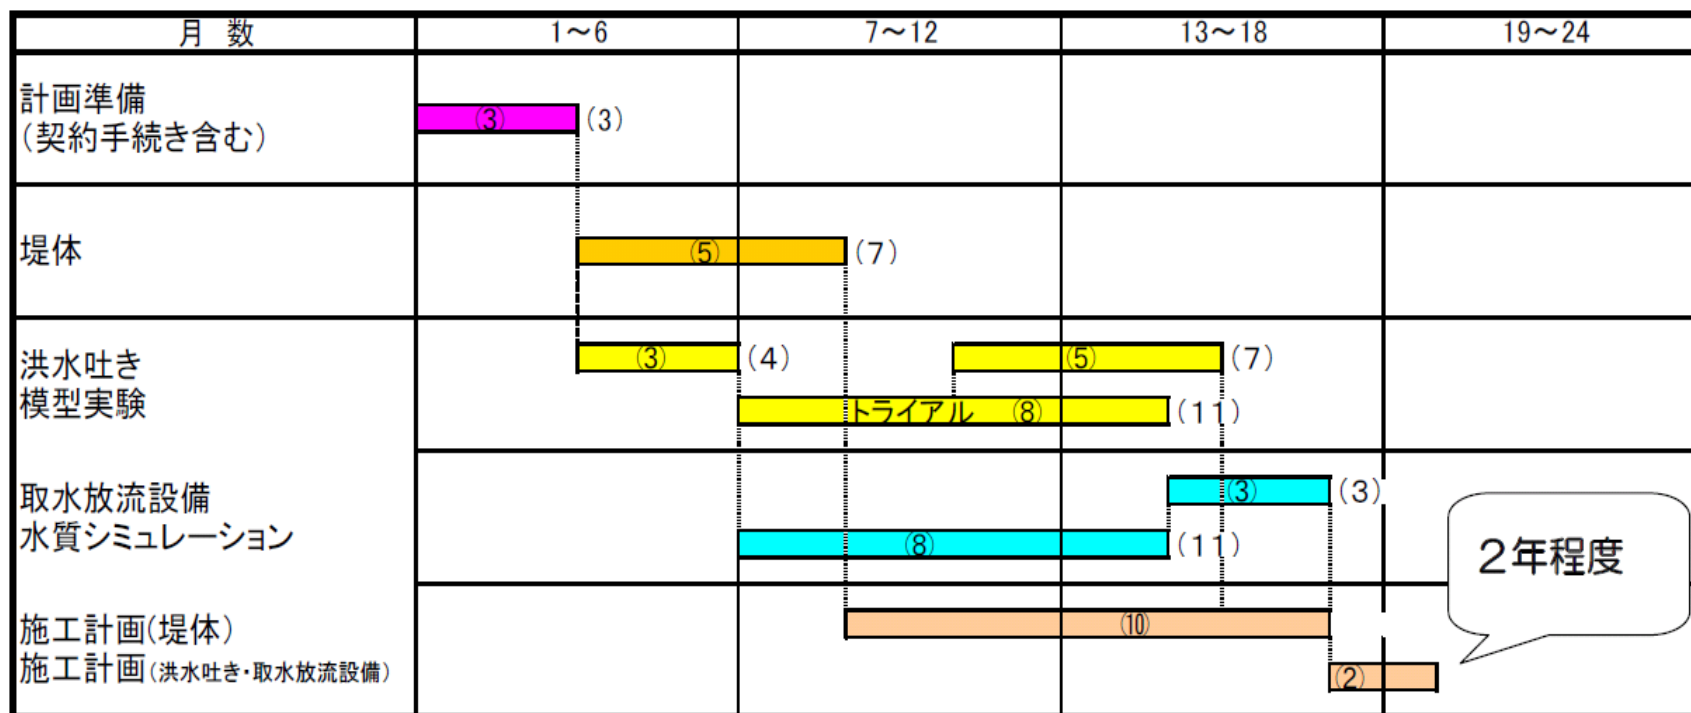 月 数
1～6
7～12
13～18
19～24
計画準備
(契約手続き含む)
③
(3)
堤体
⑤
(7)
洪水吐き
模型実験
③
(4)
⑤
(7)
トライアル ⑧
(11)
取水放流設備
水質シミュレーション
③
(3)
⑧
(11)
2年程度
施工計画(堤体)
施工計画(洪水吐き・取水放流設備)
⑩
②